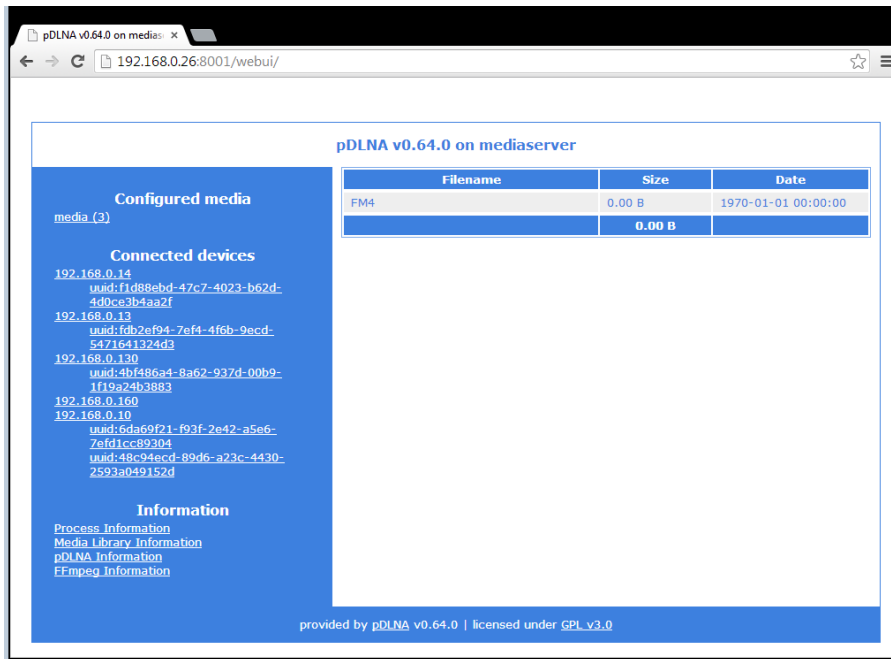 pDLNA v0.64.0 on medias
192.168.0.26:8001/webui/
pDLNA v0.64.0 on mediaserver
Configured media
media (3)
Connected devices
192.168.0.14
uuid:f1d88ebd-47c7-4023-b62d-
4d0ce3b4aa2f
192.168.0.13
uuid:fdb2ef94-7ef4-4f6b-9ecd-
5471641324d3
192.168.0.130
uuid:4bf486a4-8a62-937d-00b9-
1f19a24b3883
192.168.0.160
192.168.0.10
uuid:6da69f21-f93f-2e42-a5e6-
7efd1cc89304
uuid:48c94ecd-89d6-a23c-4430-
2593a049152d
Information
Process Information
Media Library Information
pDLNA Information
FFmpeg Information
Filename Size Date
FM4 0.00 B 1970-01-01 00:00:00
0.00 B
provided by pDLNA v0.64.0 | licensed under GPL v3.0